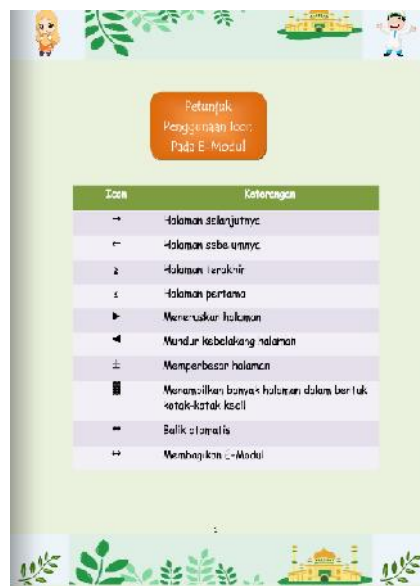 Petunjuk
Penggunaan Icon
Pada E-Modul
Icon Keterangan
→ Halaman selanjutnya
← Halaman sebelumnya
≥ Halaman terakhir
≤ Halaman pertama
► Meneruskan halaman
◄ Mundur kebelakang halaman
± Memperbesar halaman
▓ Menampilkan banyak halaman dalam bentuk
kotak-kotak kecil
Balik otomatis
↔ Membagikan E-Modul